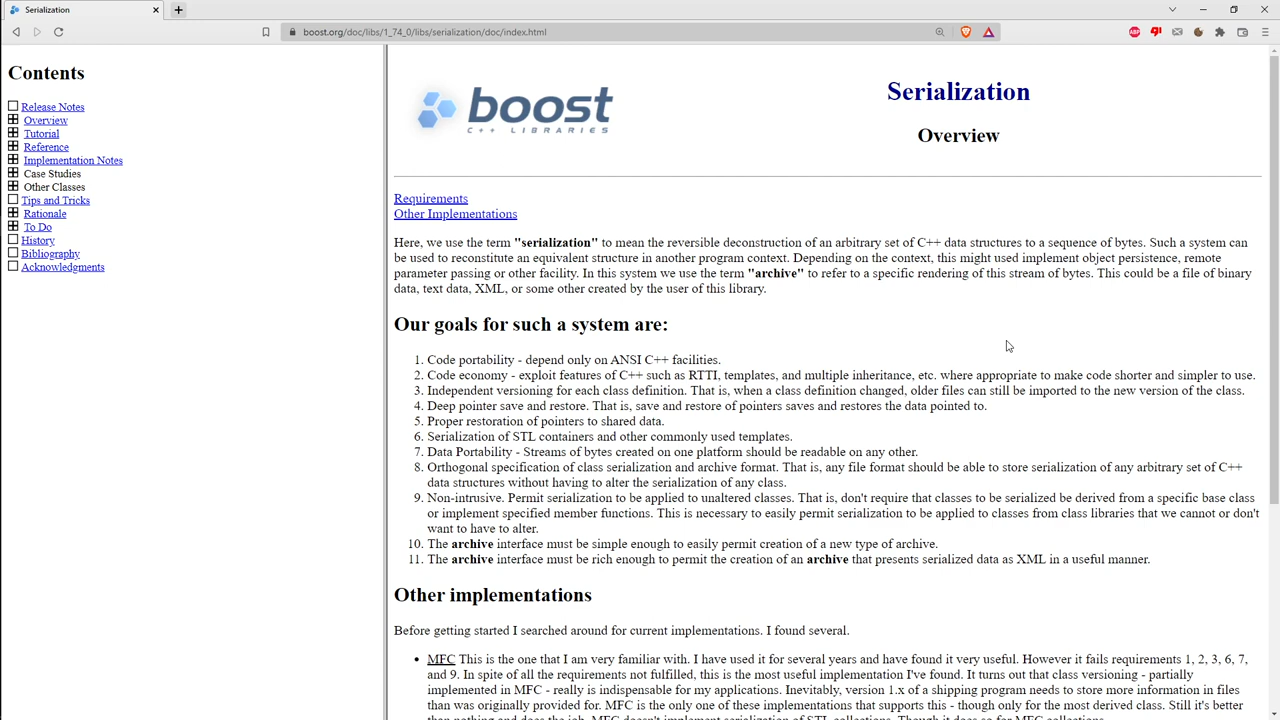 Serialization
boost.org/doc/libs/1_74_0/libs/serialization/doc/index.html
ABP
Contents
Release Notes
Overview
Tutorial
Reference
Implementation Notes
Case Studies
Other Classes
Tips and Tricks
Rationale
To Do
History
Bibliography
Acknowledgments
boost
C++ LIBRARIES
Serialization
Overview
Requirements
Other Implementations
Here, we use the term "serialization" to mean the reversible deconstruction of an arbitrary set of C++ data structures to a sequence of bytes. Such a system can
be used to reconstitute an equivalent structure in another program context. Depending on the context, this might used implement object persistence, remote
parameter passing or other facility. In this system we use the term "archive" to refer to a specific rendering of this stream of bytes. This could be a file of binary
data, text data, XML, or some other created by the user of this library.
Our goals for such a system are:
1. Code portability - depend only on ANSI C++ facilities.
2. Code economy - exploit features of C++ such as RTTI, templates, and multiple inheritance, etc. where appropriate to make code shorter and simpler to use.
3. Independent versioning for each class definition. That is, when a class definition changed, older files can still be imported to the new version of the class.
4. Deep pointer save and restore. That is, save and restore of pointers saves and restores the data pointed to.
5. Proper restoration of pointers to shared data.
6. Serialization of STL containers and other commonly used templates.
7. Data Portability - Streams of bytes created on one platform should be readable on any other.
8. Orthogonal specification of class serialization and archive format. That is, any file format should be able to store serialization of any arbitrary set of C++
data structures without having to alter the serialization of any class.
9. Non-intrusive. Permit serialization to be applied to unaltered classes. That is, don't require that classes to be serialized be derived from a specific base class
or implement specified member functions. This is necessary to easily permit serialization to be applied to classes from class libraries that we cannot or don't
want to have to alter.
10. The archive interface must be simple enough to easily permit creation of a new type of archive.
11. The archive interface must be rich enough to permit the creation of an archive that presents serialized data as XML in a useful manner.
Other implementations
Before getting started I searched around for current implementations. I found several.
• MFC This is the one that I am very familiar with. I have used it for several years and have found it very useful. However it fails requirements 1, 2, 3, 6, 7,
and 9. In spite of all the requirements not fulfilled, this is the most useful implementation I've found. It turns out that class versioning - partially
implemented in MFC - really is indispensable for my applications. Inevitably, version 1.x of a shipping program needs to store more information in files
than was originally provided for. MFC is the only one of these implementations that supports this - though only for the most derived class. Still it's better
than nothing and does the job. MFC doesn't implement serialization of STL collections. Though it does so for MFC collections.